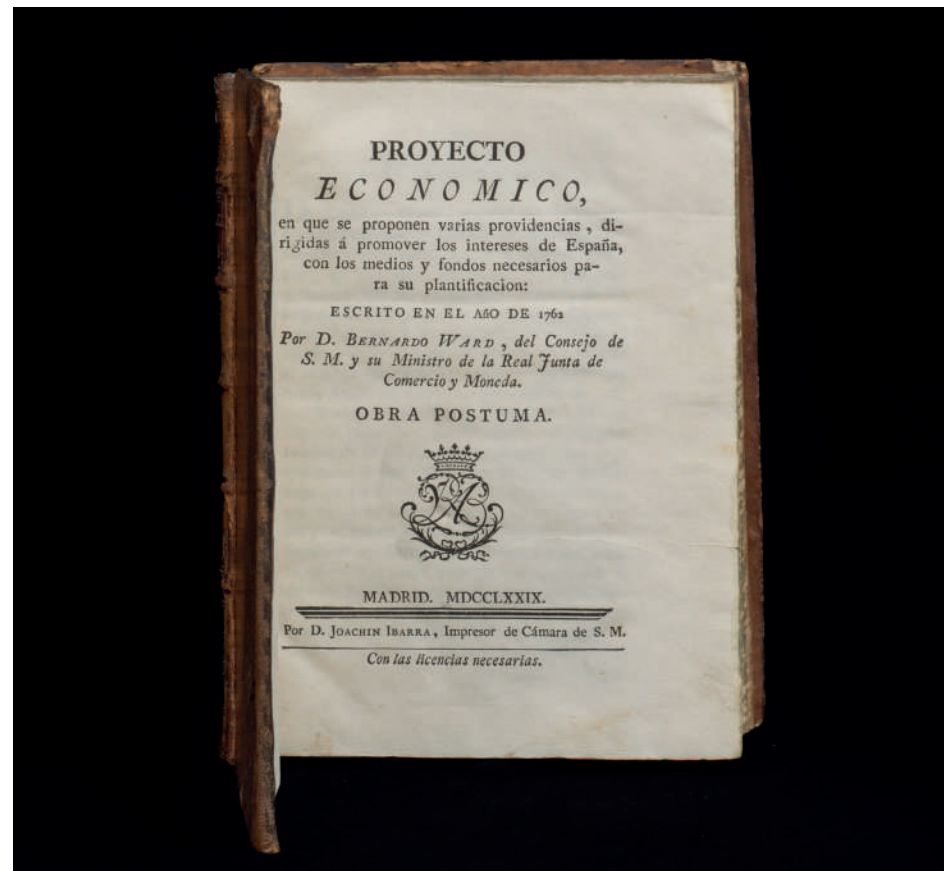 PROYECTO
ECONOMICO,
en que se proponen varias providencias , di-
rigidas á promover los intereses de España,
con los medios y fondos necesarios pa-
ra su plantificacion:
ESCRITO EN EL AñO DE 1762
Por D. BERNARDO WARD , del Consejo de
S. M. y su Ministro de la Real Junta de
Comercio y Moneda.
OBRA POSTUMA.
MADRID. MDCCLXXIX.
Por D. JOACHIN IBARRA, Impresor de Cámara de S. M.
Con las licencias necesarias.